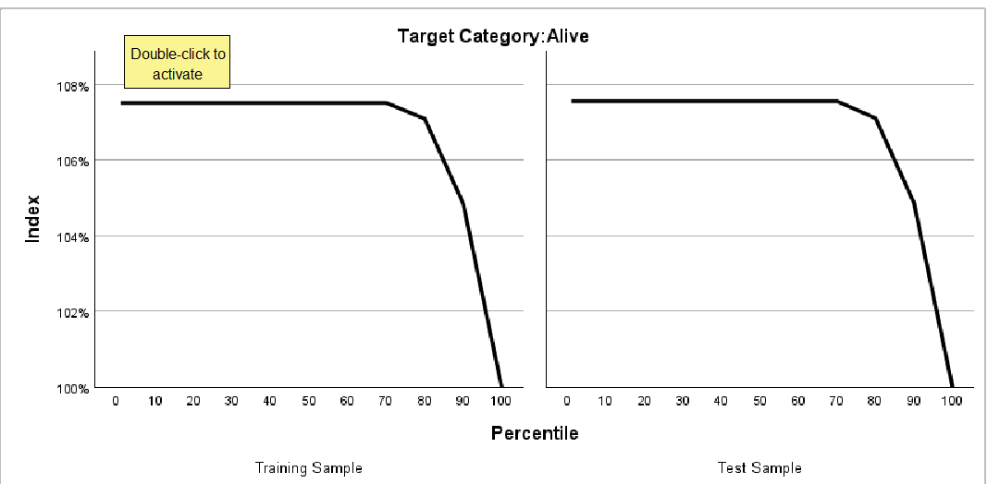 Target Category:Alive
Double-click to
activate
108%
106%
104%
102%
100%
Index
0 10 20 30 40 50 60 70 80 90 100
0 10 20 30 40 50 60 70 80 90 100
Percentile
Training Sample
Test Sample